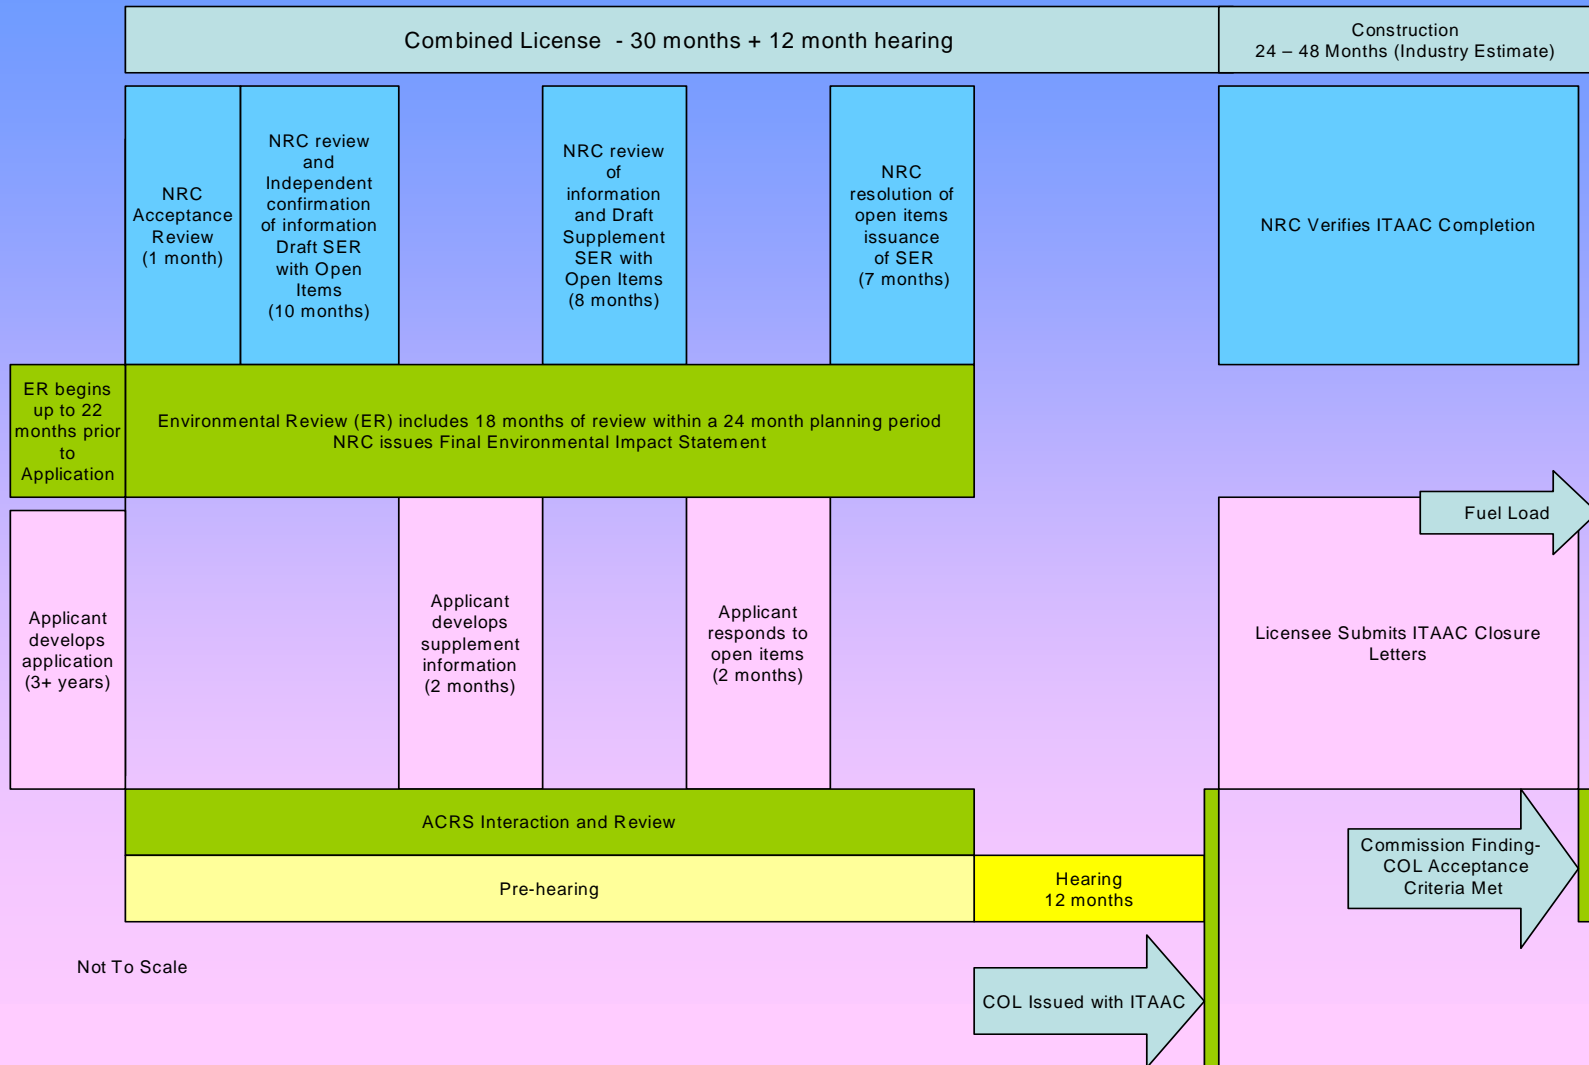 Combined License - 30 months + 12 month hearing
Construction
24 – 48 Months (Industry Estimate)
NRC
Acceptance
Review
(1 month)
NRC review
and
Independent
confirmation
of information
Draft SER
with Open
Items
(10 months)
NRC review
of
information
and Draft
Supplement
SER with
Open Items
(8 months)
NRC
resolution of
open items
issuance
of SER
(7 months)
NRC Verifies ITAAC Completion
ER begins
up to 22
months prior
to
Application
Environmental Review (ER) includes 18 months of review within a 24 month planning period
NRC issues Final Environmental Impact Statement
Fuel Load
Applicant
develops
application
(3+ years)
Applicant
develops
supplement
information
(2 months)
Applicant
responds to
open items
(2 months)
Licensee Submits ITAAC Closure
Letters
ACRS Interaction and Review
Pre-hearing
Hearing
12 months
Commission Finding-
COL Acceptance
Criteria Met
Not To Scale
COL Issued with ITAAC